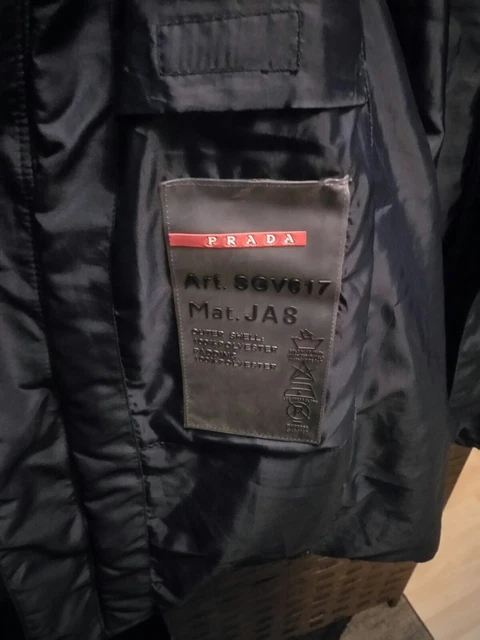 PRADA
Art. SGV617
Mat. JA8
OUTER SHELL:
100% POLYESTER
PADDING:
100% POLYESTER